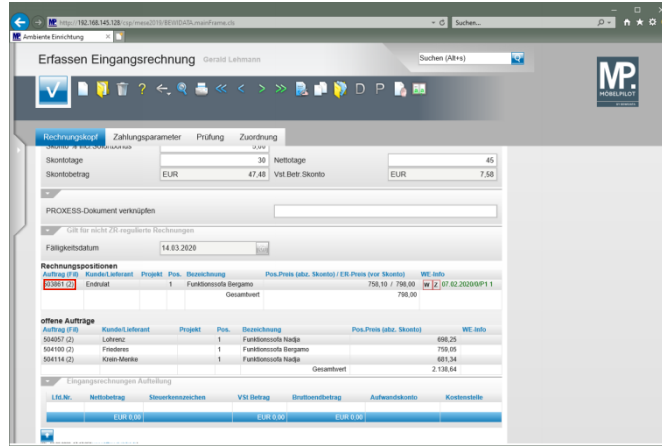 http://192.168.145.128/csp/mese2019/BEWIDATA.mainFrame.cls
Suchen...
Ambiente Einrichtung
Erfassen Eingangsrechnung Gerald Lehmann
Suchen (Alt+s)
MP.
MÖBELPILOT
D P
Rechnungskopf Zahlungsparameter Prüfung Zuordnung
Skontotage 30 Nettotage 45
Skontobetrag EUR 47,48 Vst.Betr.Skonto EUR 7,58
PROXESS-Dokument verknüpfen
Gilt für nicht ZR-regulierte Rechnungen
Fälligkeitsdatum 14.03.2020
Rechnungspositionen
Auftrag (Fil) Kunde/Lieferant Projekt Pos. Bezeichnung Pos.Preis (abz. Skonto) / ER-Preis (vor Skonto) WE-Info
503861 (2) Endrulat 1 Funktionssofa Bergamo 758,10 / 798,00 W Z 07.02.2020/0/P1 1
Gesamtwert 798,00
offene Aufträge
Auftrag (Fil) Kunde/Lieferant Projekt Pos. Bezeichnung Pos.Preis (abz. Skonto) WE-Info
504057 (2) Lohrenz 1 Funktionssofa Nadja 698,25
504100 (2) Friederes 1 Funktionssofa Bergamo 759,05
504114 (2) Krein-Menke 1 Funktionssofa Nadja 681,34
Gesamtwert 2.138,64
Eingangsrechnungen Aufteilung
Lfd.Nr. Nettobetrag Steuerkennzeichen VSt Betrag Bruttoendbetrag Aufwandskonto Kostenstelle
EUR 0,00 EUR 0,00 EUR 0,00